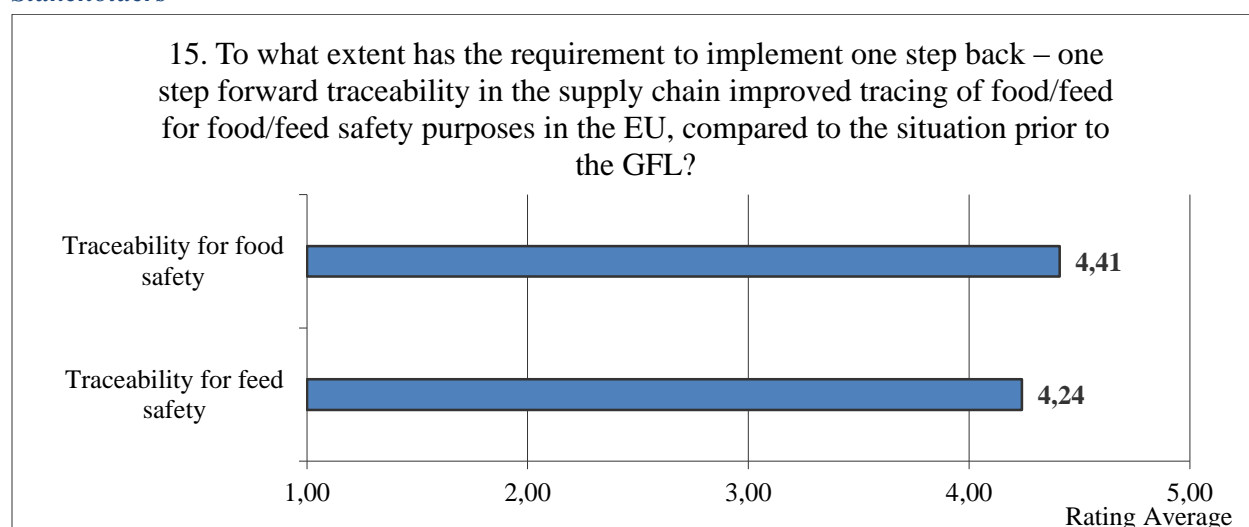 15. To what extent has the requirement to implement one step back – one
step forward traceability in the supply chain improved tracing of food/feed
for food/feed safety purposes in the EU, compared to the situation prior to
the GFL?
Traceability for food
safety
4,41
Traceability for feed
safety
4,24
1,00
2,00
3,00
4,00
5,00
Rating Average